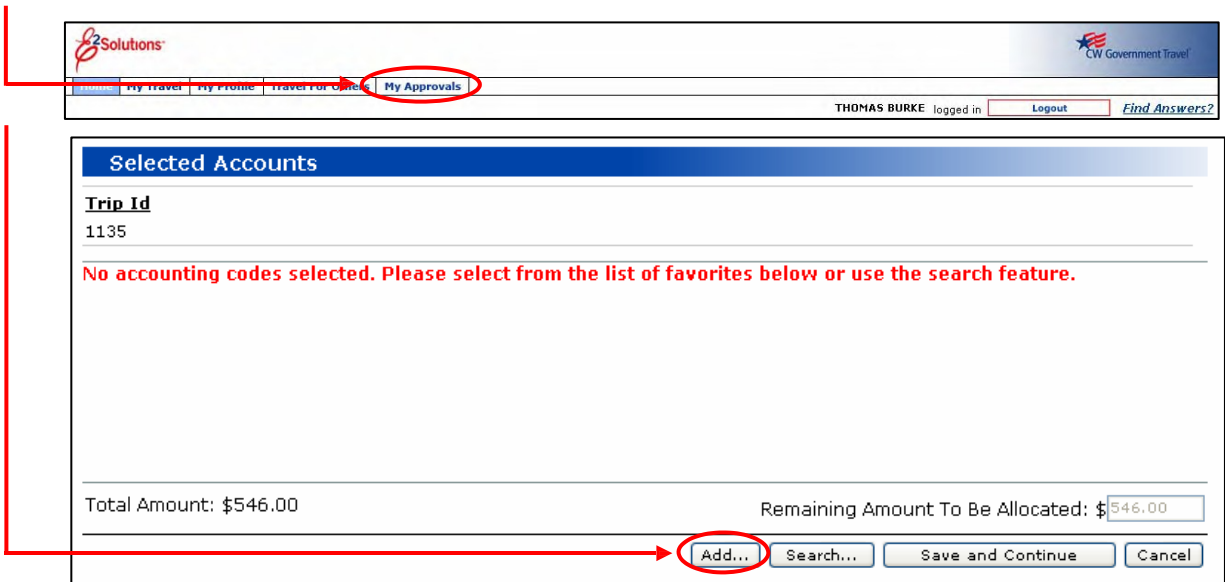 E2Solutions
CW Government Travel
Home My Travel My Profile Travel For Others My Approvals
THOMAS BURKE logged in Logout Find Answers?
Selected Accounts
Trip Id
1135
No accounting codes selected. Please select from the list of favorites below or use the search feature.
Total Amount: $546.00 Remaining Amount To Be Allocated: $546.00
Add... Search... Save and Continue Cancel